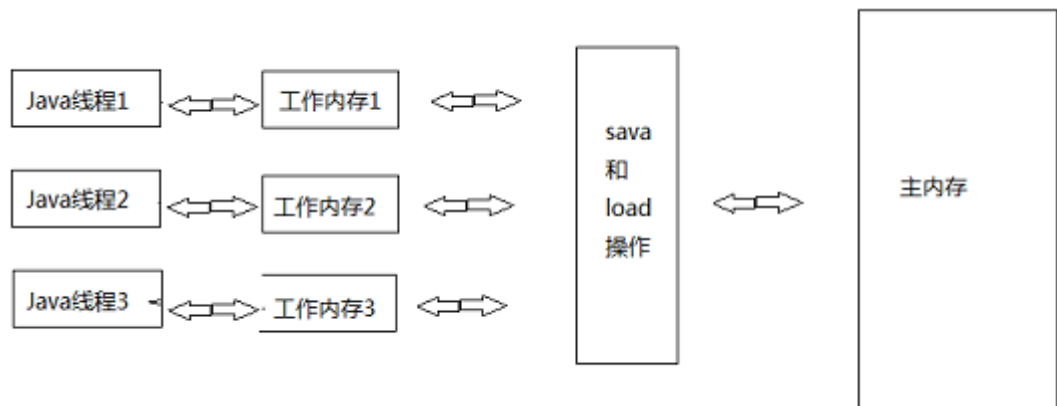 Java线程1
工作内存1
Java线程2
工作内存2
Java线程3
工作内存3
sava
和
load
操作
主内存